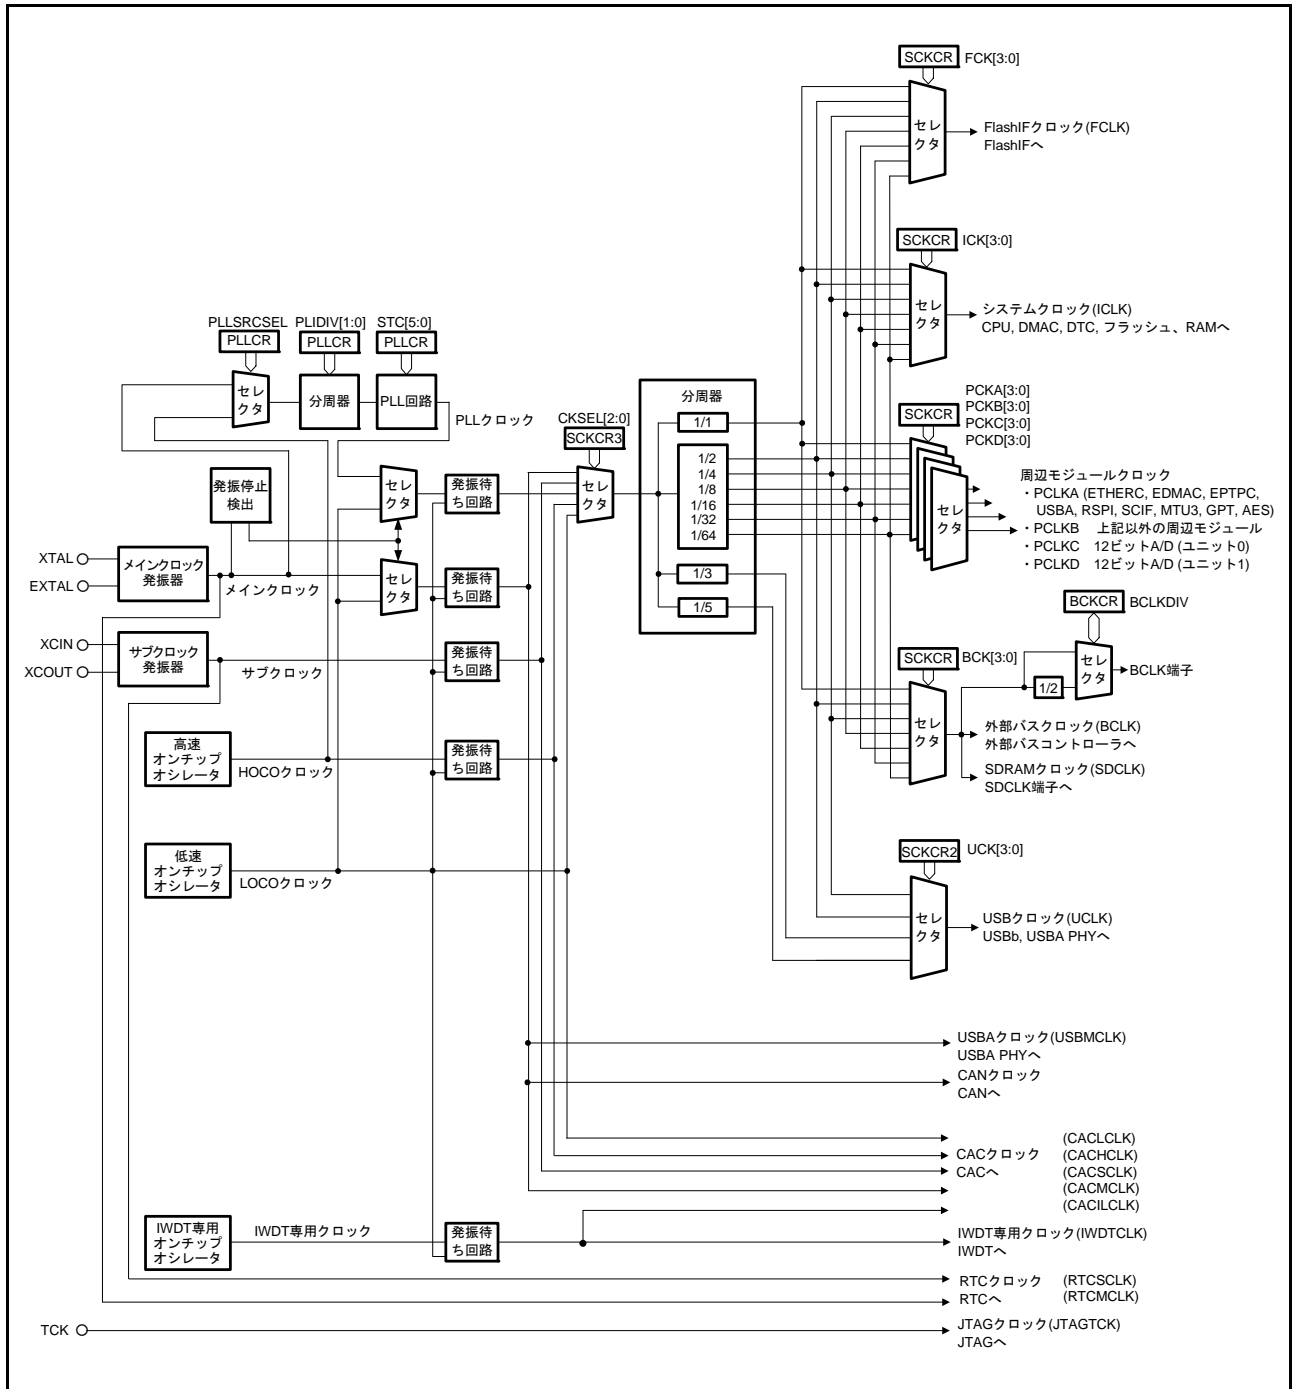 SCKCR FCK[3:0]
セレ
クタ
FlashIFクロック(FCLK)
FlashIFへ
SCKCR ICK[3:0]
セレ
クタ
システムクロック(ICLK)
CPU, DMAC, DTC, フラッシュ、RAMへ
PLLSRCSEL PLIDIV[1:0] STC[5:0]
PLLCR PLLCR PLLCR
セレ
クタ
分周器
PLL回路
PLLクロック
CKSEL[2:0]
SCKCR3
分周器
1/1
1/2
1/4
1/8
1/16
1/32
1/64
1/3
1/5
PCKA[3:0]
PCKB[3:0]
SCKCR PCKC[3:0]
PCKD[3:0]
セレ
クタ
周辺モジュールクロック
・PCLKA (ETHERC, EDMAC, EPTPC,
USBA, RSPI, SCIF, MTU3, GPT, AES)
・PCLKB 上記以外の周辺モジュール
・PCLKC 12ビットA/D (ユニット0)
・PCLKD 12ビットA/D (ユニット1)
発振停止
検出
セレ
クタ
発振待
ち回路
セレ
クタ
XTAL
EXTAL
メインクロック
発振器
メインクロック
セレ
クタ
発振待
ち回路
XCIN
XCOUT
サブクロック
発振器
サブクロック
発振待
ち回路
BCKCR BCLKDIV
セレ
クタ
BCLK端子
1/2
SCKCR BCK[3:0]
セレ
クタ
外部バスクロック(BCLK)
外部バスコントローラへ
SDRAMクロック(SDCLK)
SDCLK端子へ
高速
オンチップ
オシレータ
HOCOクロック
発振待
ち回路
低速
オンチップ
オシレータ
LOCOクロック
SCKCR2 UCK[3:0]
セレ
クタ
USBクロック(UCLK)
USBb, USBA PHYへ
USBAクロック(USBMCLK)
USBA PHYへ
CANクロック
CANへ
(CACLCLK)
CACクロック (CACHCLK)
CACへ (CACSCLK)
(CACMCLK)
(CACILCLK)
IWDT専用
オンチップ
オシレータ
IWDT専用クロック
発振待
ち回路
IWDT専用クロック(IWDTCLK)
IWDTへ
RTCクロック (RTCSCLK)
RTCへ (RTCMCLK)
TCK
JTAGクロック(JTAGTCK)
JTAGへ